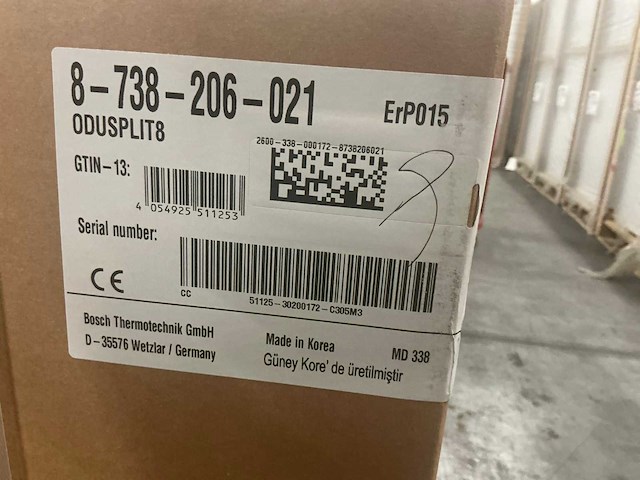 8-738-206-021
ErP015
ODUSPLIT8
2600-338-000172-8738206021
GTIN-13:
4 054925 511253
3
Serial number:
CC
51125-30200172-C305M3
CE
Bosch Thermotechnik GmbH
D-35576 Wetzlar / Germany
Made in Korea
MD 338
Güney Kore' de üretilmiştir